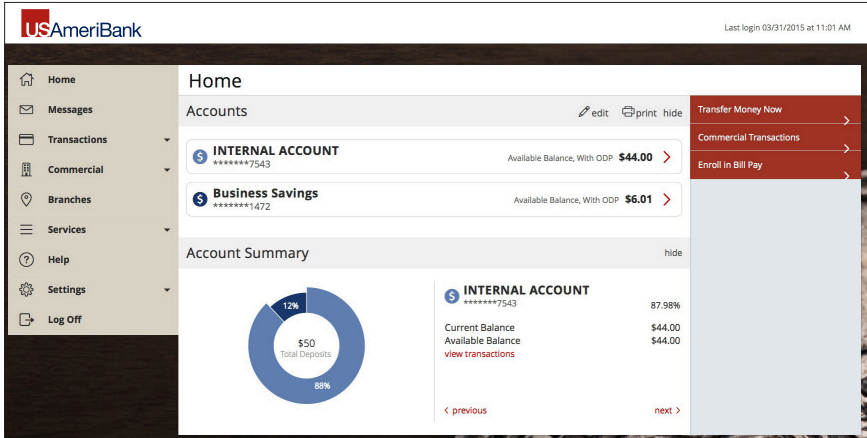 USAmeriBank
Last login 03/31/2015 at 11:01 AM
Home
Messages
Transactions
Commercial
Branches
Services
Help
Settings
Log Off
Home
Accounts
edit print hide
INTERNAL ACCOUNT
*******7543
Available Balance, With ODP $44.00
Business Savings
*******1472
Available Balance, With ODP $6.01
Account Summary
hide
12%
$50
Total Deposits
88%
INTERNAL ACCOUNT
*******7543
87.98%
Current Balance $44.00
Available Balance $44.00
view transactions
< previous
next >
Transfer Money Now
Commercial Transactions
Enroll in Bill Pay